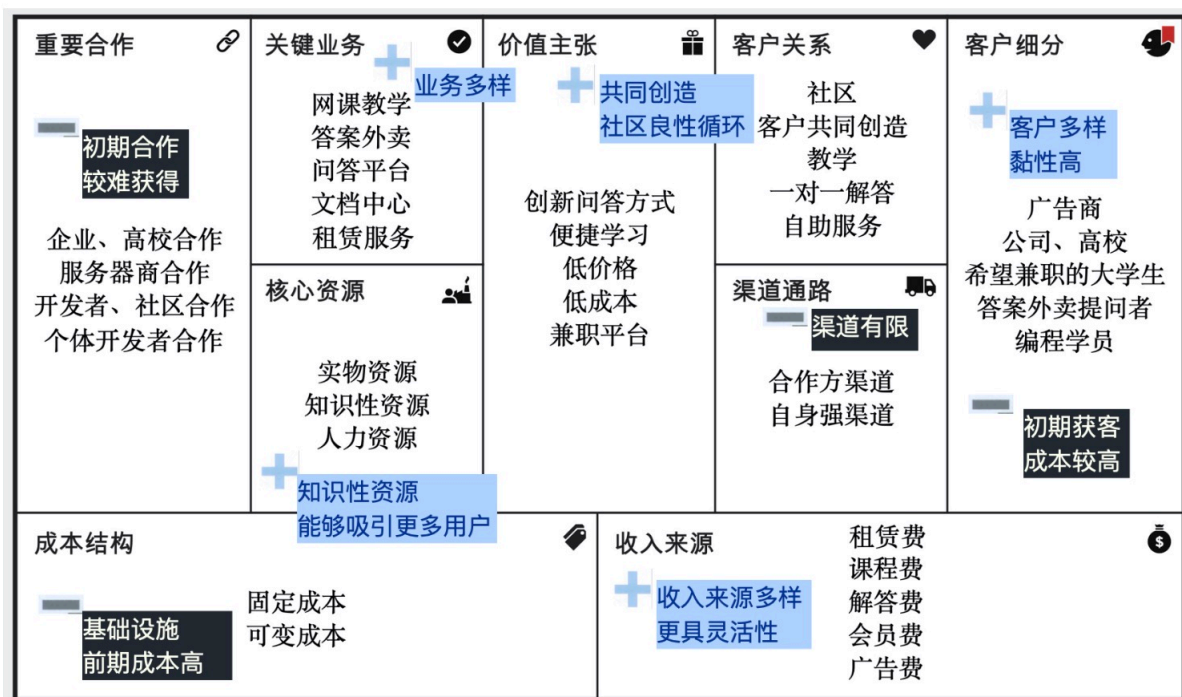 重要合作
初期合作
较难获得
企业、高校合作
服务器商合作
开发者、社区合作
个体开发者合作
关键业务
业务多样
网课教学
答案外卖
问答平台
文档中心
租赁服务
核心资源
实物资源
知识性资源
人力资源
知识性资源
能够吸引更多用户
价值主张
共同创造
社区良性循环
创新问答方式
便捷学习
低价格
低成本
兼职平台
客户关系
社区
客户共同创造
教学
一对一解答
自助服务
渠道通路
渠道有限
合作方渠道
自身强渠道
客户细分
客户多样
黏性高
广告商
公司、高校
希望兼职的大学生
答案外卖提问者
编程学员
初期获客
成本较高
成本结构
基础设施
前期成本高
固定成本
可变成本
收入来源
收入来源多样
更具灵活性
租赁费
课程费
解答费
会员费
广告费